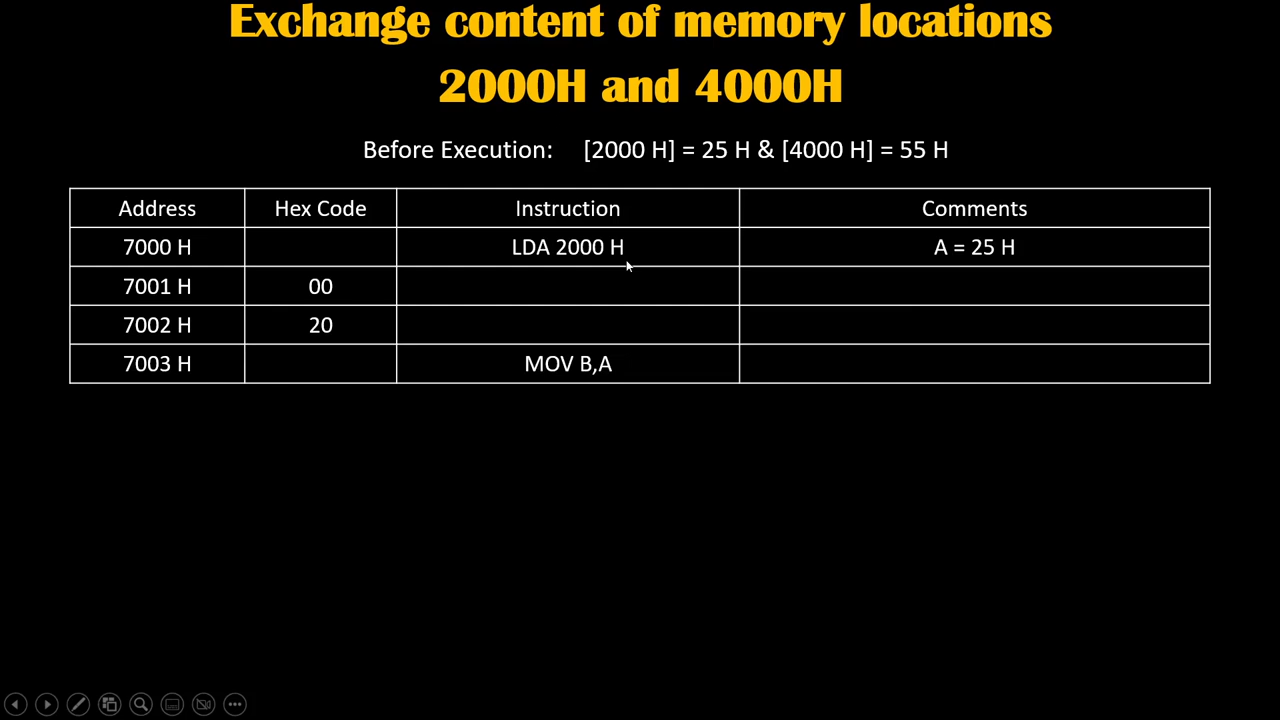 Exchange content of memory locations
2000H and 4000H
Before Execution: [2000 H] = 25 H & [4000 H] = 55 H
Address Hex Code Instruction Comments
7000 H LDA 2000 H A = 25 H
7001 H 00
7002 H 20
7003 H MOV B,A